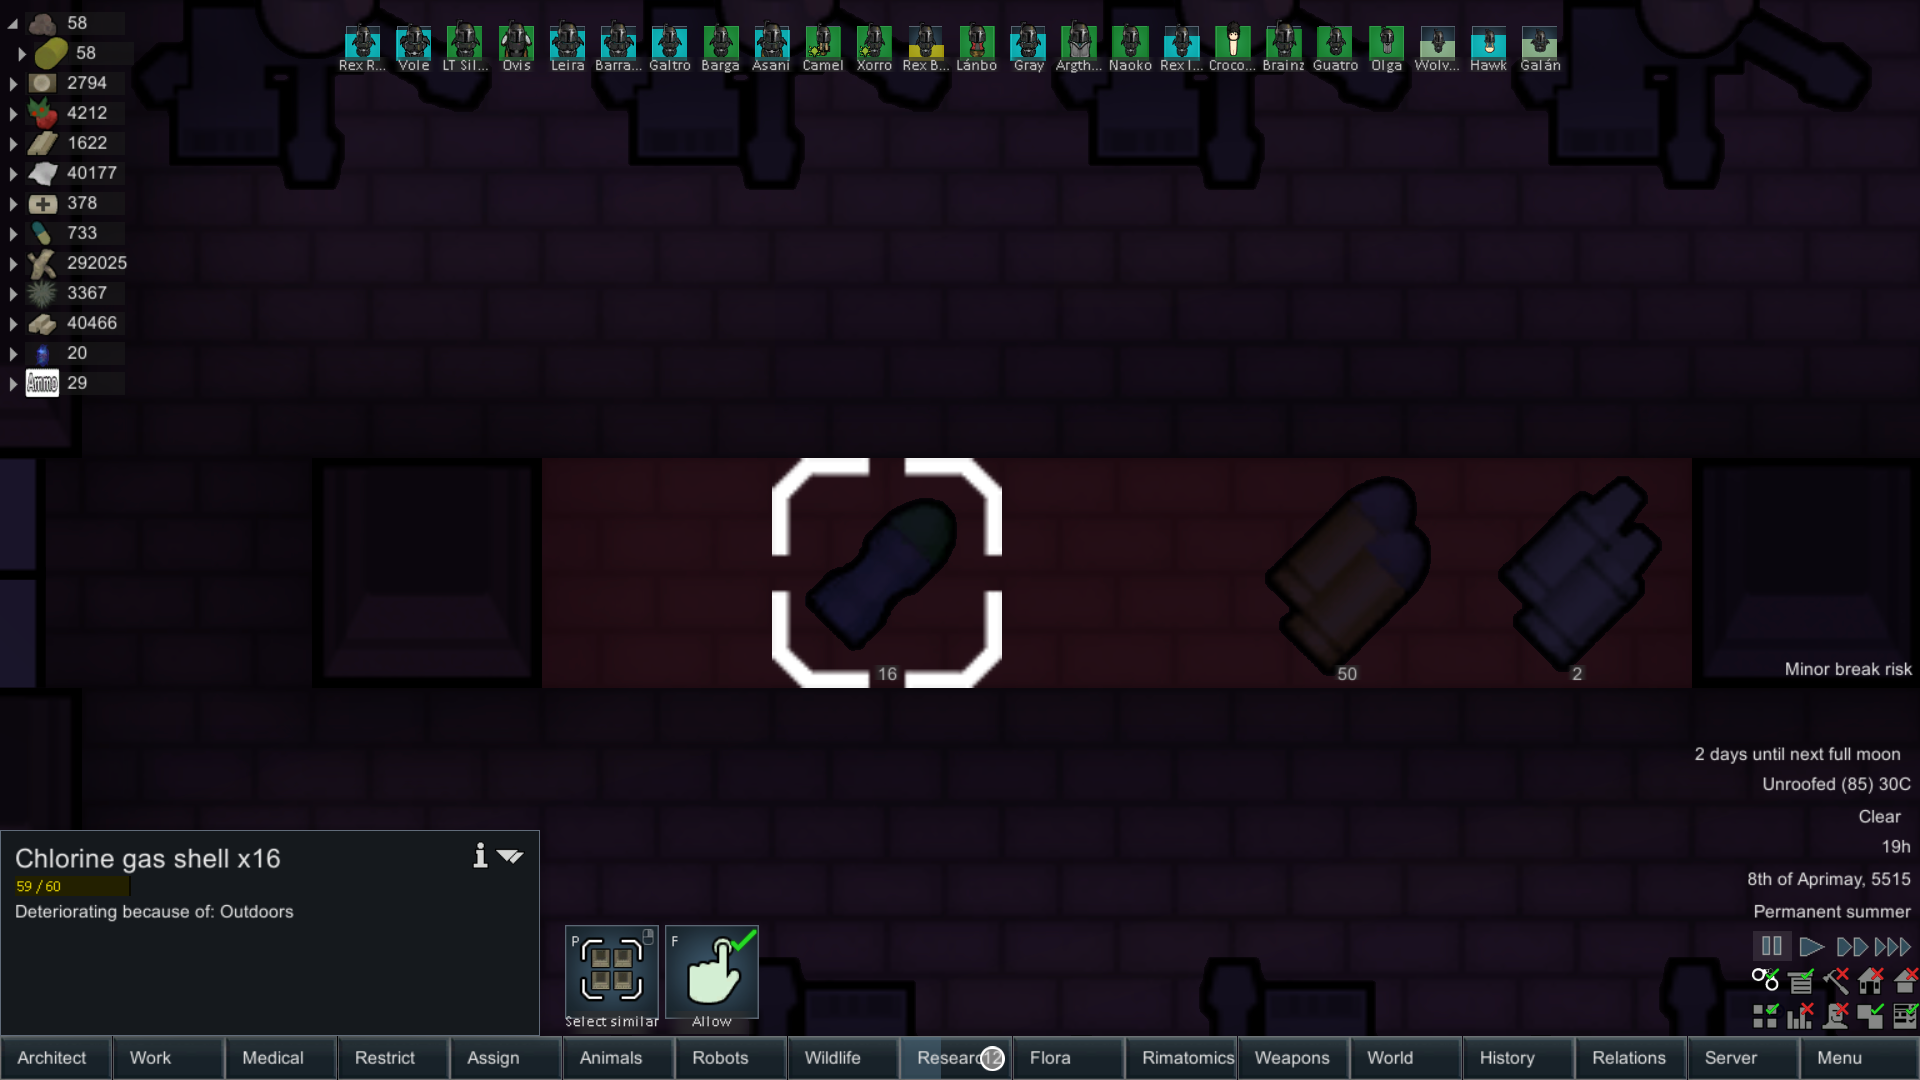 58
58
2794
4212
1622
40177
378
733
292025
3367
40466
20
Ammo 29
Rex R... Vole LT Sil... Ovis Leira Barra... Galtro Barga Asani Camel Xorro Rex B... Lánbo Gray Argth... Naoko Rex I... Croco... Brainz Guatro Olga Wolv... Hawk Galán
16
50
2
Minor break risk
2 days until next full moon
Unroofed (85) 30C
Clear
19h
8th of Aprimay, 5515
Permanent summer
Chlorine gas shell x16
59 / 60
Deteriorating because of: Outdoors
P
Select similar
F
Allow
Architect Work Medical Restrict Assign Animals Robots Wildlife Researc 12 Flora Rimatomics Weapons World History Relations Server Menu